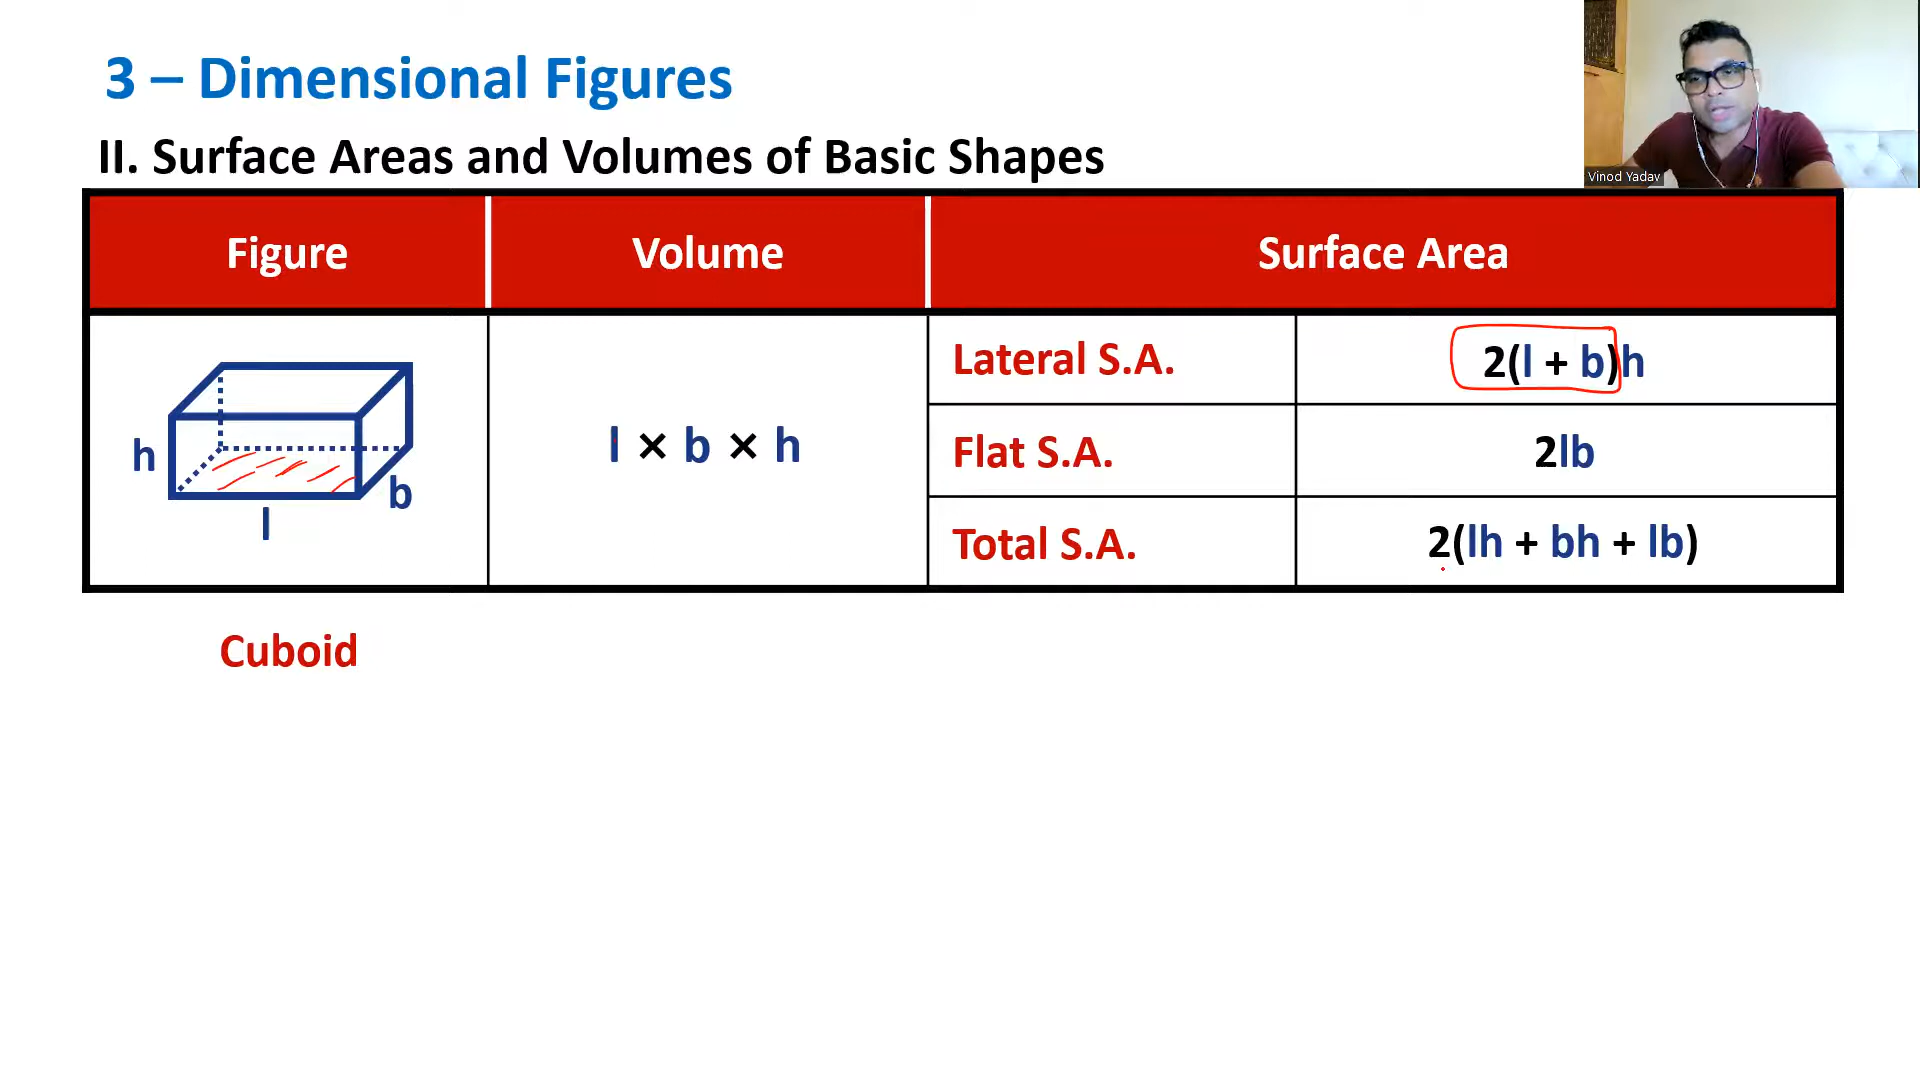 3 – Dimensional Figures
Vinod Yadav
II. Surface Areas and Volumes of Basic Shapes
Figure
Volume
Surface Area
h
l
b
l × b × h
Lateral S.A.
2(l + b)h
Flat S.A.
2lb
Total S.A.
2(lh + bh + lb)
Cuboid